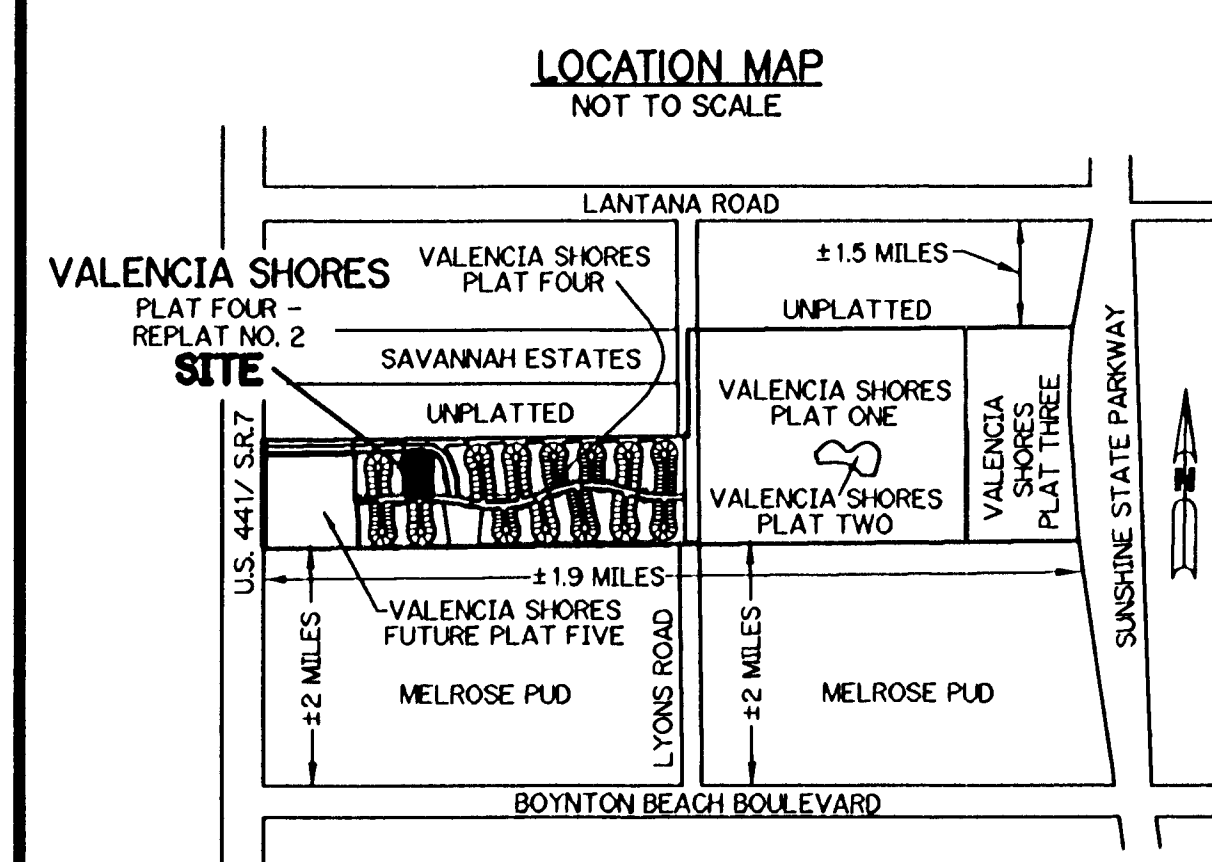 LOCATION MAP
NOT TO SCALE
LANTANA ROAD
VALENCIA SHORES
PLAT FOUR -
REPLAT NO. 2
SITE
VALENCIA SHORES
PLAT FOUR
±1.5 MILES
UNPLATTED
SAVANNAH ESTATES
UNPLATTED
VALENCIA SHORES
PLAT ONE
VALENCIA SHORES
PLAT TWO
VALENCIA
SHORES
PLAT THREE
SUNSHINE STATE PARKWAY
N
U.S. 441/ S.R.7
±1.9 MILES
VALENCIA SHORES
FUTURE PLAT FIVE
±2 MILES
MELROSE PUD
LYONS ROAD
±2 MILES
MELROSE PUD
BOYNTON BEACH BOULEVARD